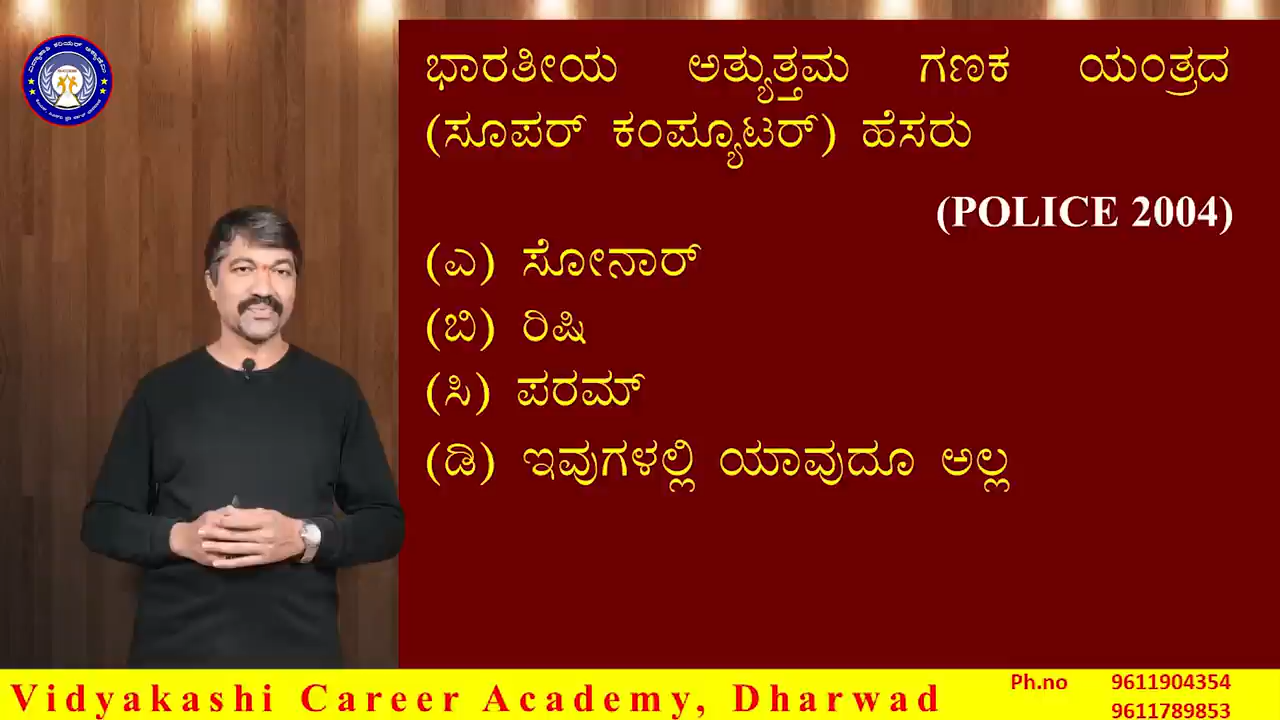 ಭಾರತೀಯ ಅತ್ಯುತ್ತಮ ಗಣಕ ಯಂತ್ರದ
(ಸೂಪರ್ ಕಂಪ್ಯೂಟರ್) ಹೆಸರು
(POLICE 2004)
(ಎ) ಸೋನಾರ್
(ಬಿ) ರಿಷಿ
(ಸಿ) ಪರಮ್
(ಡಿ) ಇವುಗಳಲ್ಲಿ ಯಾವುದೂ ಅಲ್ಲ
Vidyakashi Career Academy, Dharwad
Ph.no 9611904354
9611789853